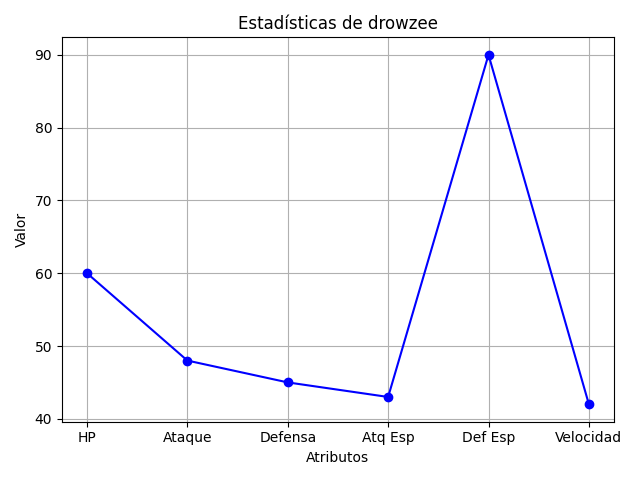 Estadísticas de drowzee
Valor
90
80
70
60
50
40
HP Ataque Defensa Atq Esp Def Esp Velocidad
Atributos